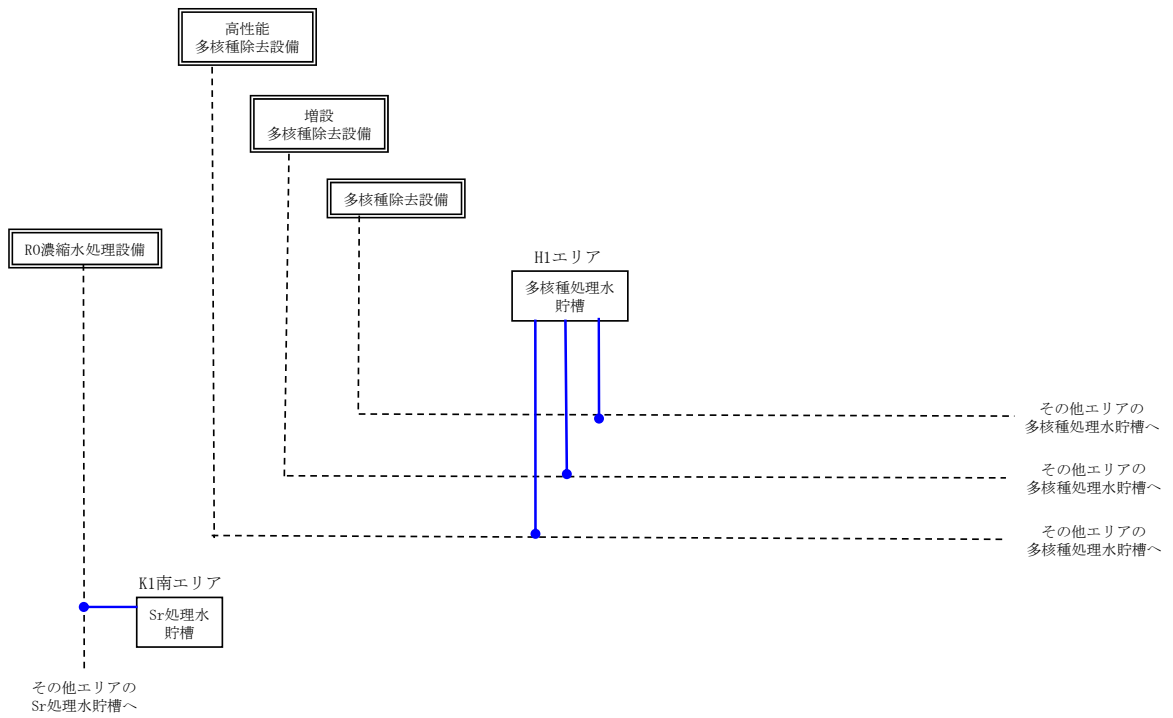 高性能
多核種除去設備
増設
多核種除去設備
多核種除去設備
RO濃縮水処理設備
H1エリア
多核種処理水
貯槽
その他エリアの
多核種処理水貯槽へ
その他エリアの
多核種処理水貯槽へ
その他エリアの
多核種処理水貯槽へ
K1南エリア
Sr処理水
貯槽
その他エリアの
Sr処理水貯槽へ